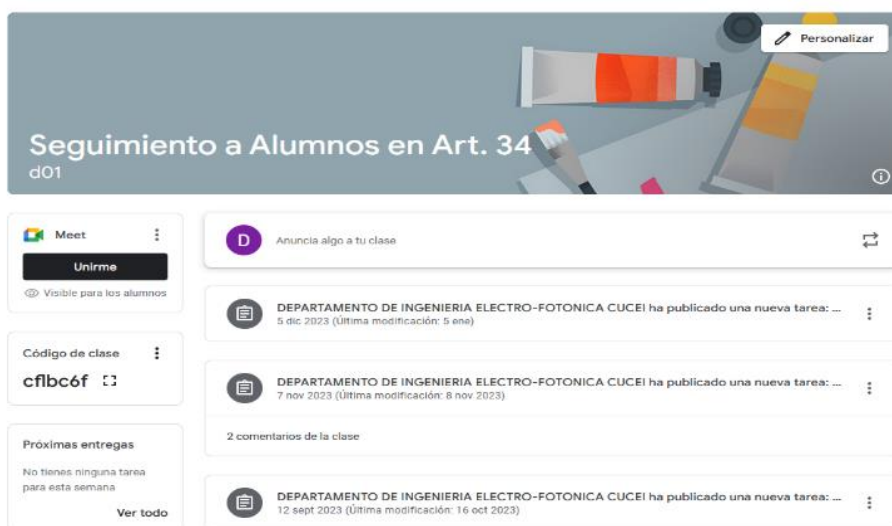 Personalizar
Seguimiento a Alumnos en Art. 34
d01
Meet
Unirme
Visible para los alumnos
Código de clase
cflbc6f
Próximas entregas
No tienes ninguna tarea
para esta semana
Ver todo
D
Anuncia algo a tu clase
DEPARTAMENTO DE INGENIERIA ELECTRO-FOTONICA CUCEI ha publicado una nueva tarea: ...
5 dic 2023 (Última modificación: 5 ene)
DEPARTAMENTO DE INGENIERIA ELECTRO-FOTONICA CUCEI ha publicado una nueva tarea: ...
7 nov 2023 (Última modificación: 8 nov 2023)
2 comentarios de la clase
DEPARTAMENTO DE INGENIERIA ELECTRO-FOTONICA CUCEI ha publicado una nueva tarea: ...
12 sept 2023 (Última modificación: 16 oct 2023)